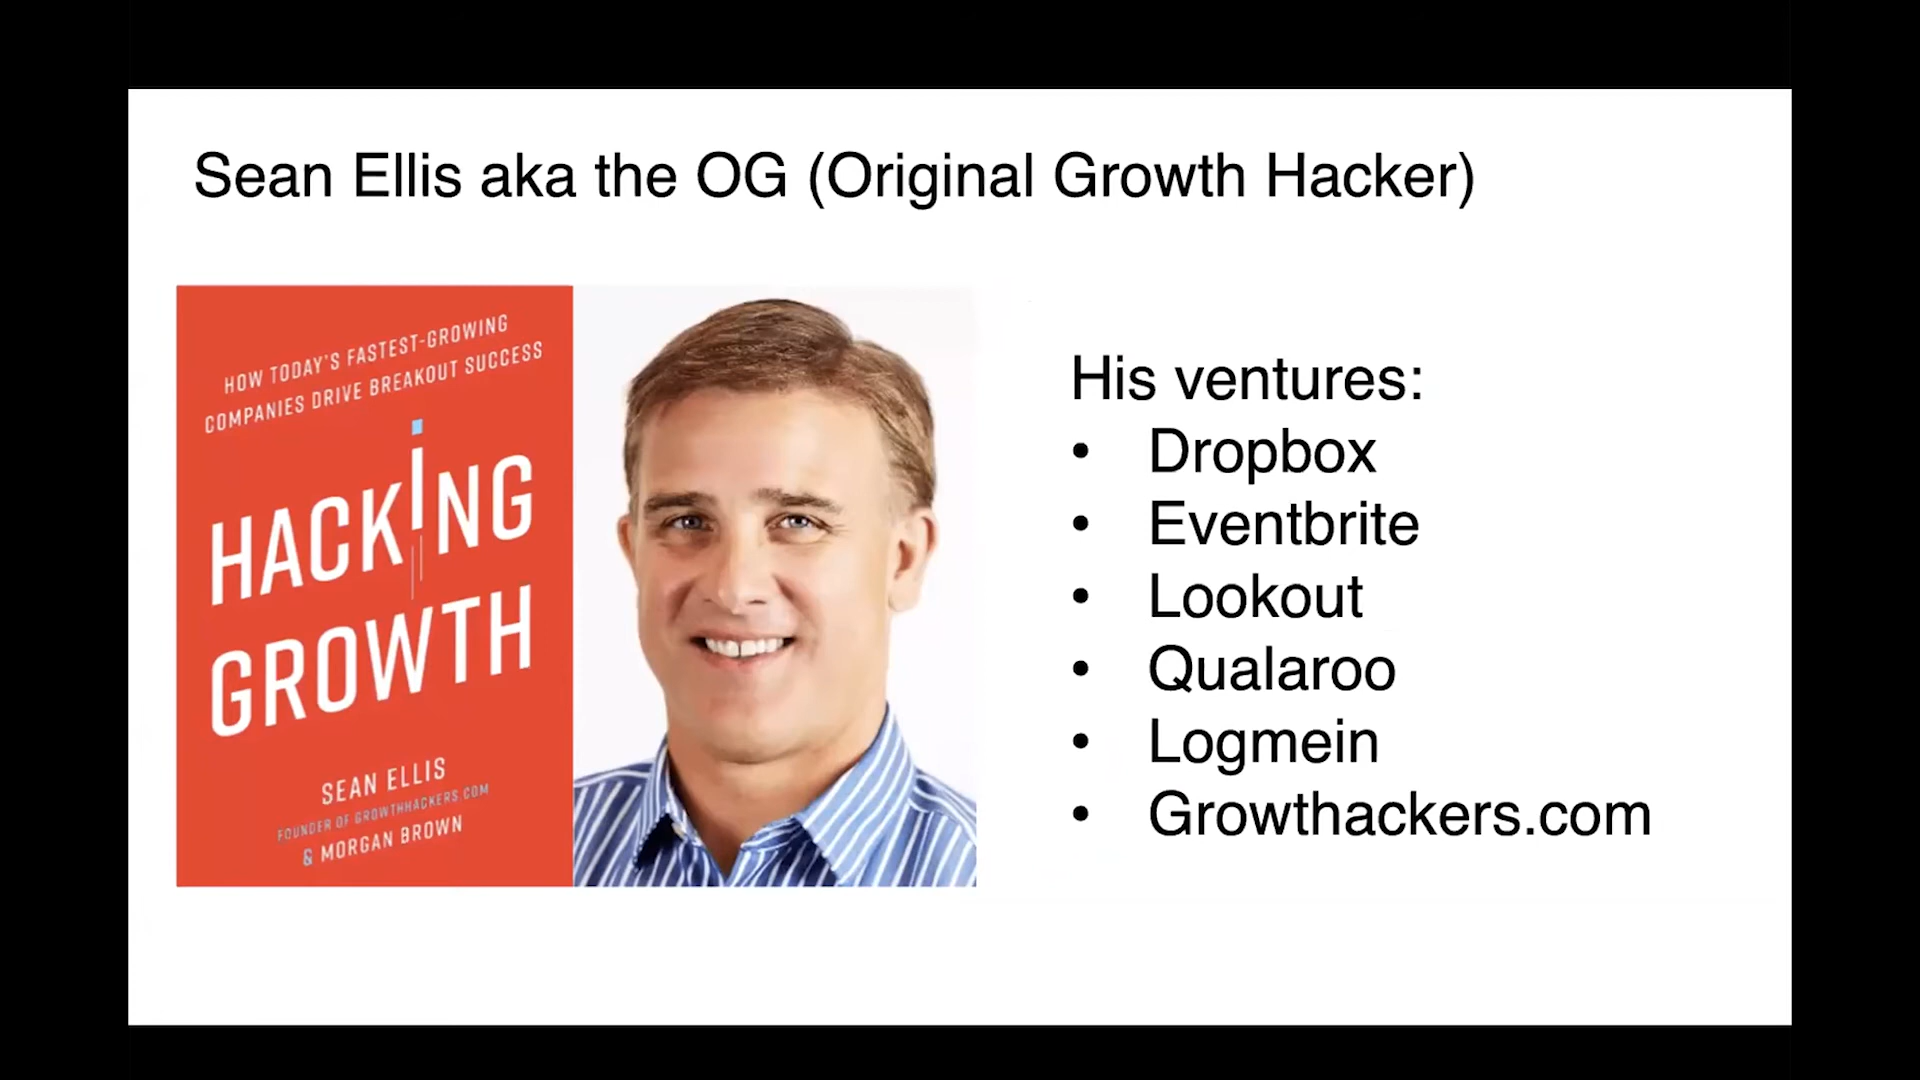 Sean Ellis aka the OG (Original Growth Hacker)
HOW TODAY'S FASTEST-GROWING
COMPANIES DRIVE BREAKOUT SUCCESS
HACKiNG
GROWTH
SEAN ELLIS
FOUNDER OF GROWTHHACKERS.COM
& MORGAN BROWN
His ventures:
• Dropbox
• Eventbrite
• Lookout
• Qualaroo
• Logmein
• Growthackers.com